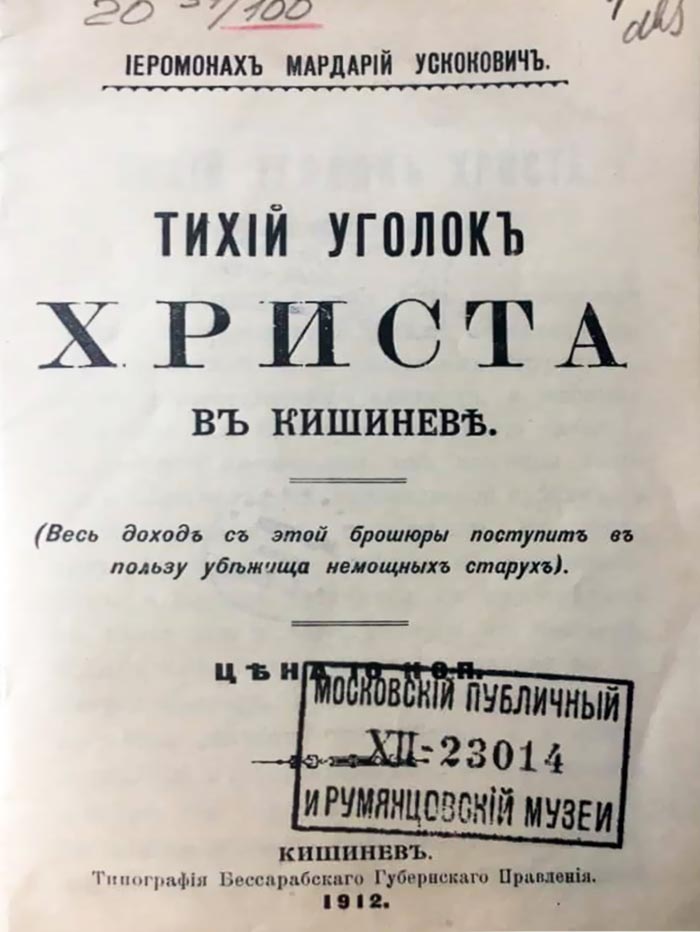 20 37/100
ІЕРОМОНАХЪ МАРДАРІЙ УСКОКОВИЧЪ.
ТИХІЙ УГОЛОКЪ
ХРИСТА
ВЪ КИШИНЕВѢ.
(Весь доходъ съ этой брошюры поступитъ въ
пользу убѣжища немощныхъ старухъ).
ЦѢНА 10 КОП.
МОСКОВСКІЙ ПУБЛИЧНЫЙ
XII-23014
И РУМЯНЦОВСКІЙ МУЗЕИ
КИШИНЕВЪ.
Типографія Бессарабскаго Губернскаго Правленія.
1912.